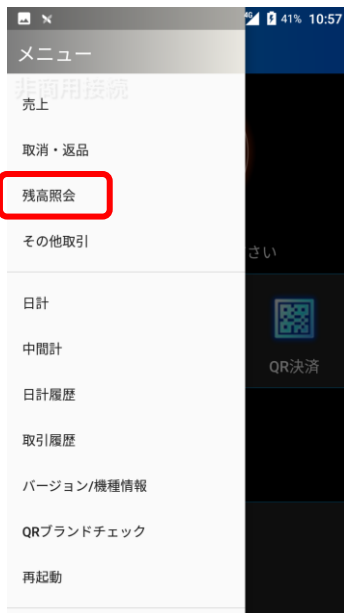 41% 10:57
メニュー
非商用接続
売上
取消・返品
残高照会
その他取引
さい
日計
中間計
QR決済
日計履歴
取引履歴
バージョン/機種情報
QRブランドチェック
再起動